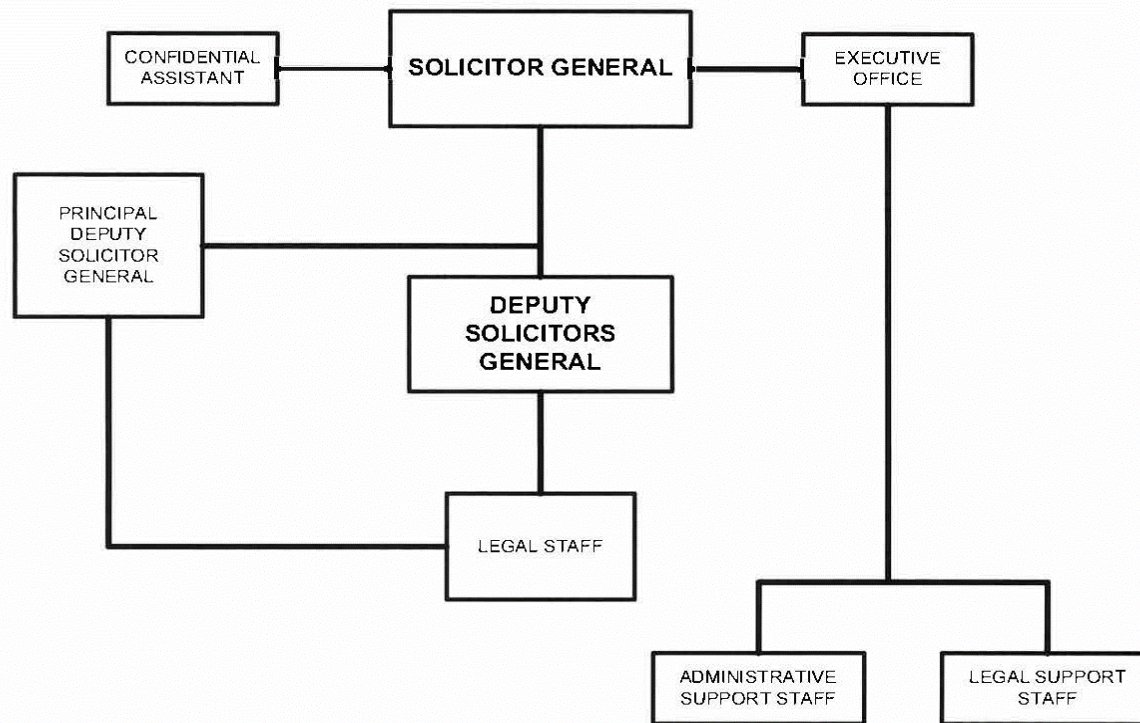 CONFIDENTIAL
ASSISTANT
SOLICITOR GENERAL
EXECUTIVE
OFFICE
PRINCIPAL
DEPUTY
SOLICITOR
GENERAL
DEPUTY
SOLICITORS
GENERAL
LEGAL STAFF
ADMINISTRATIVE
SUPPORT STAFF
LEGAL SUPPORT
STAFF